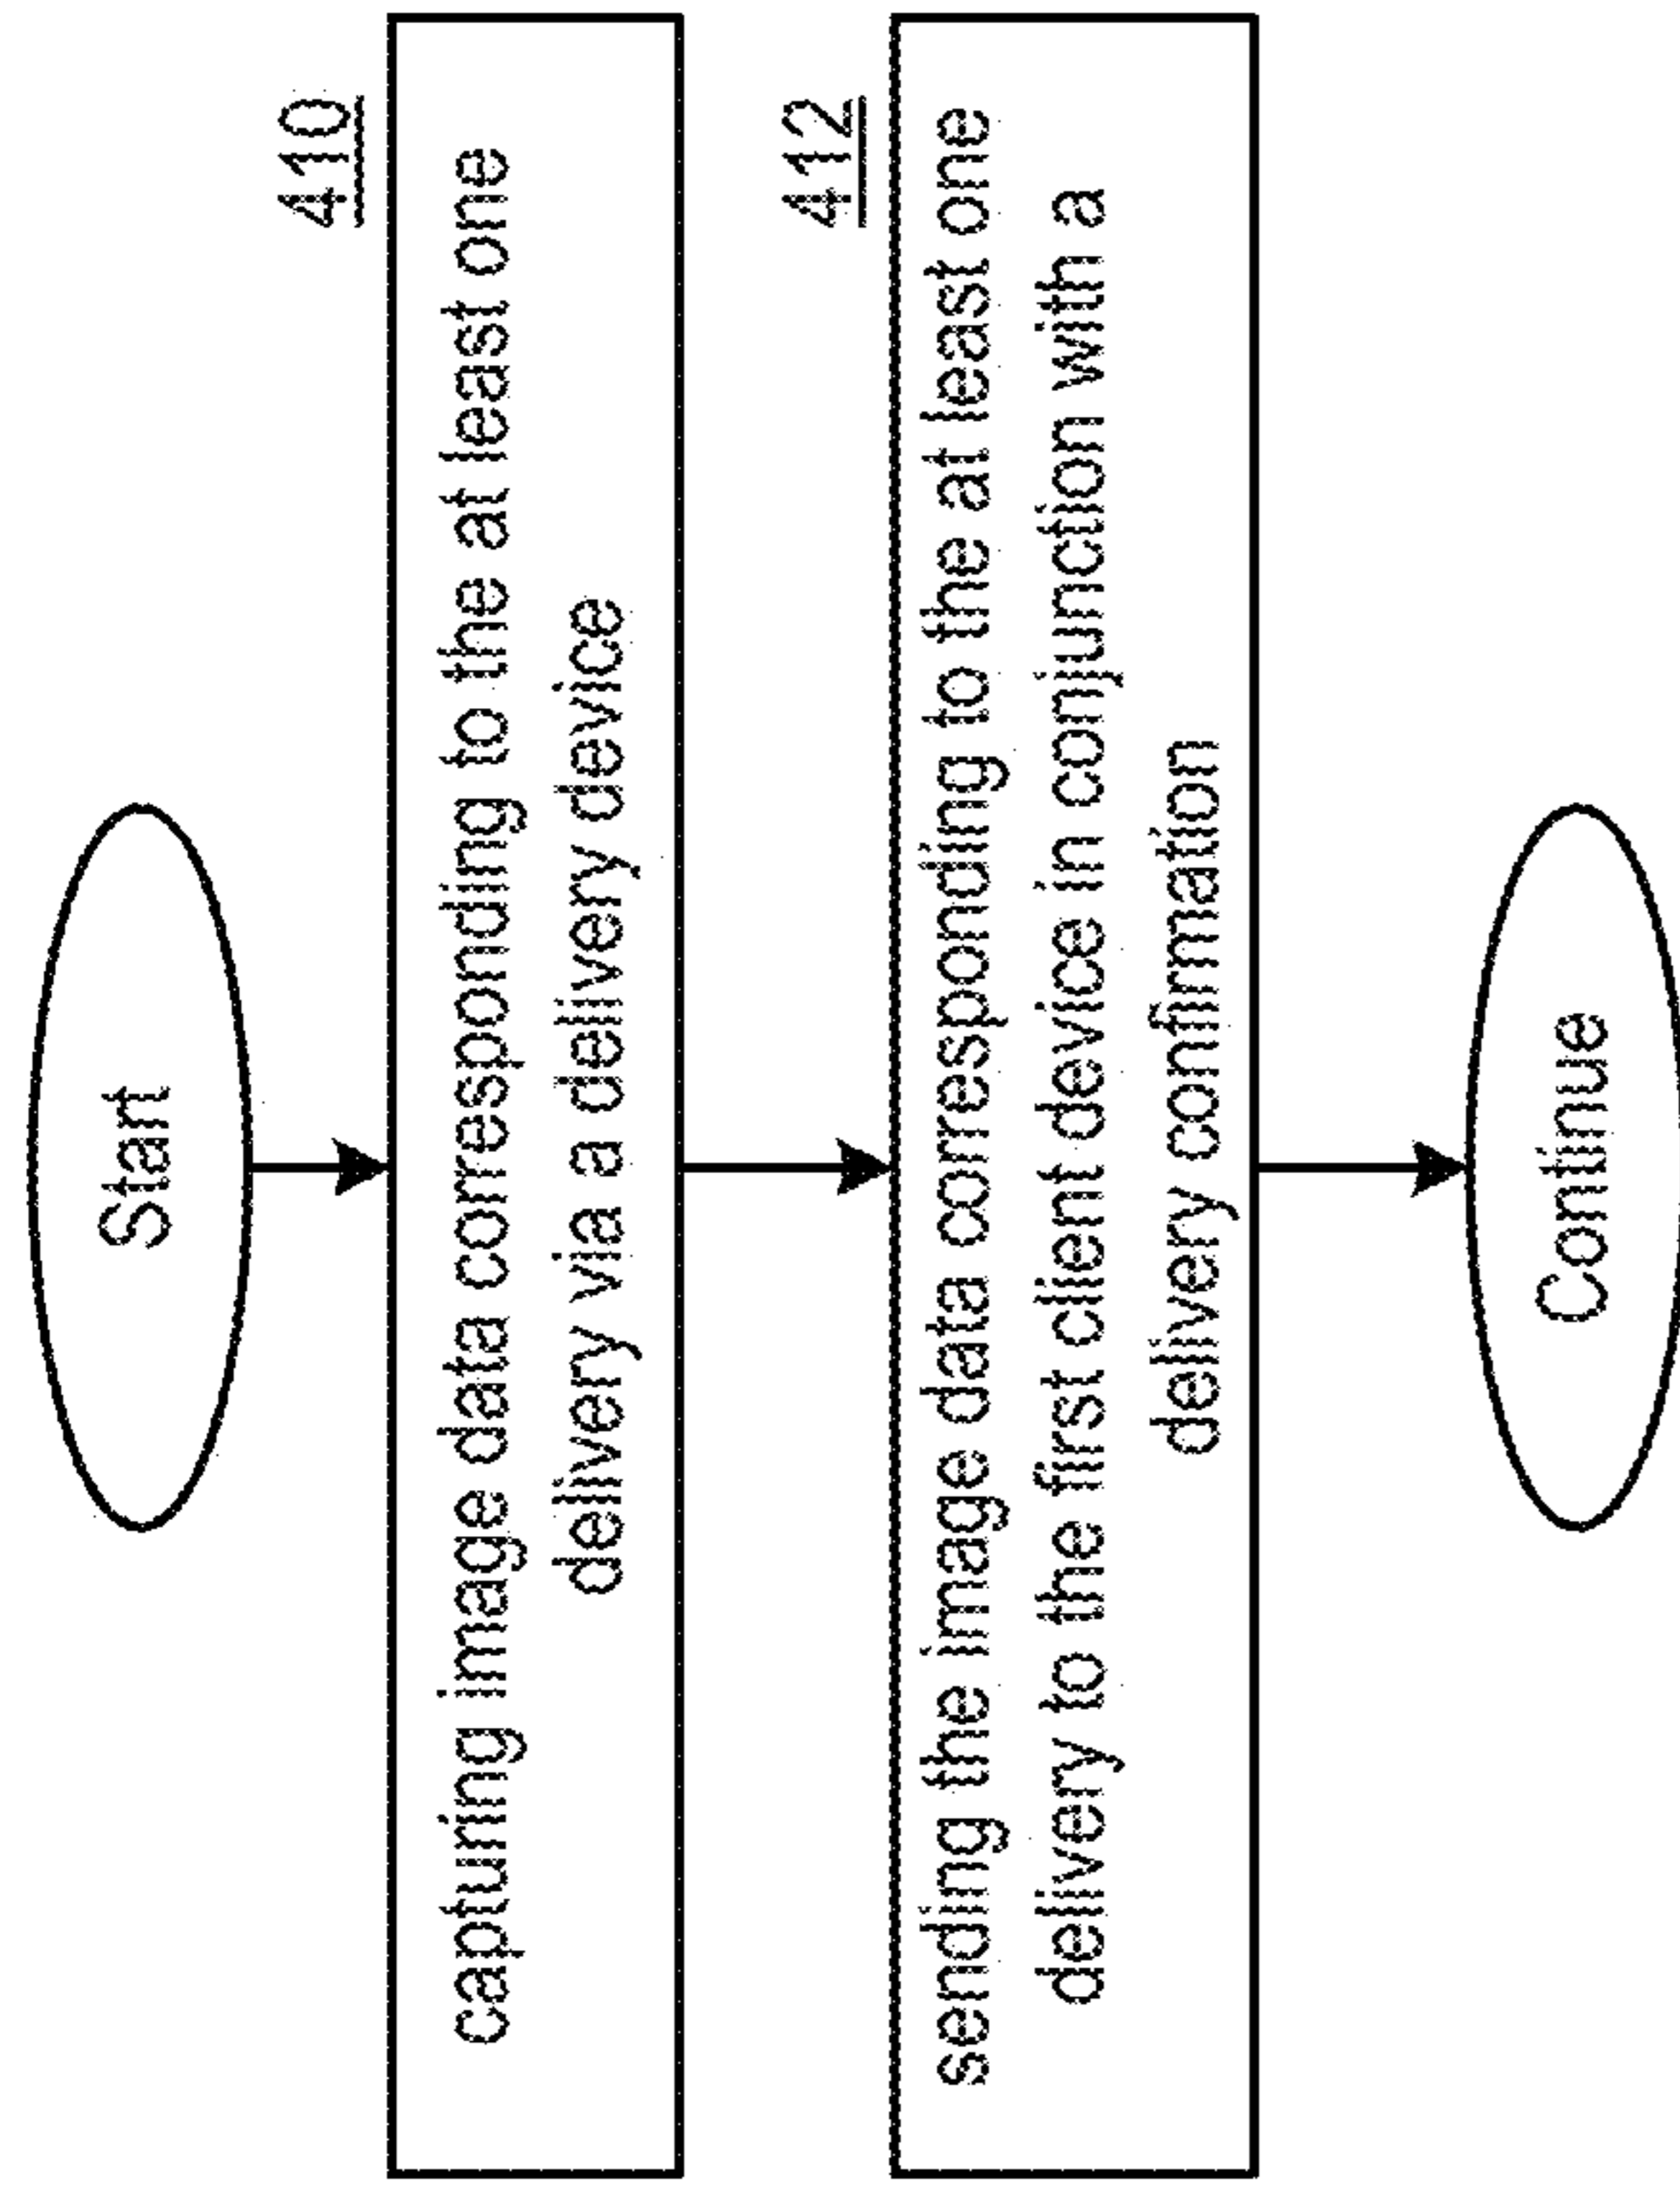 Start
410
capturing image data corresponding to the at least one
delivery via a delivery device
412
sending the image data corresponding to the at least one
delivery to the first client device in conjunction with a
delivery confirmation
Continue